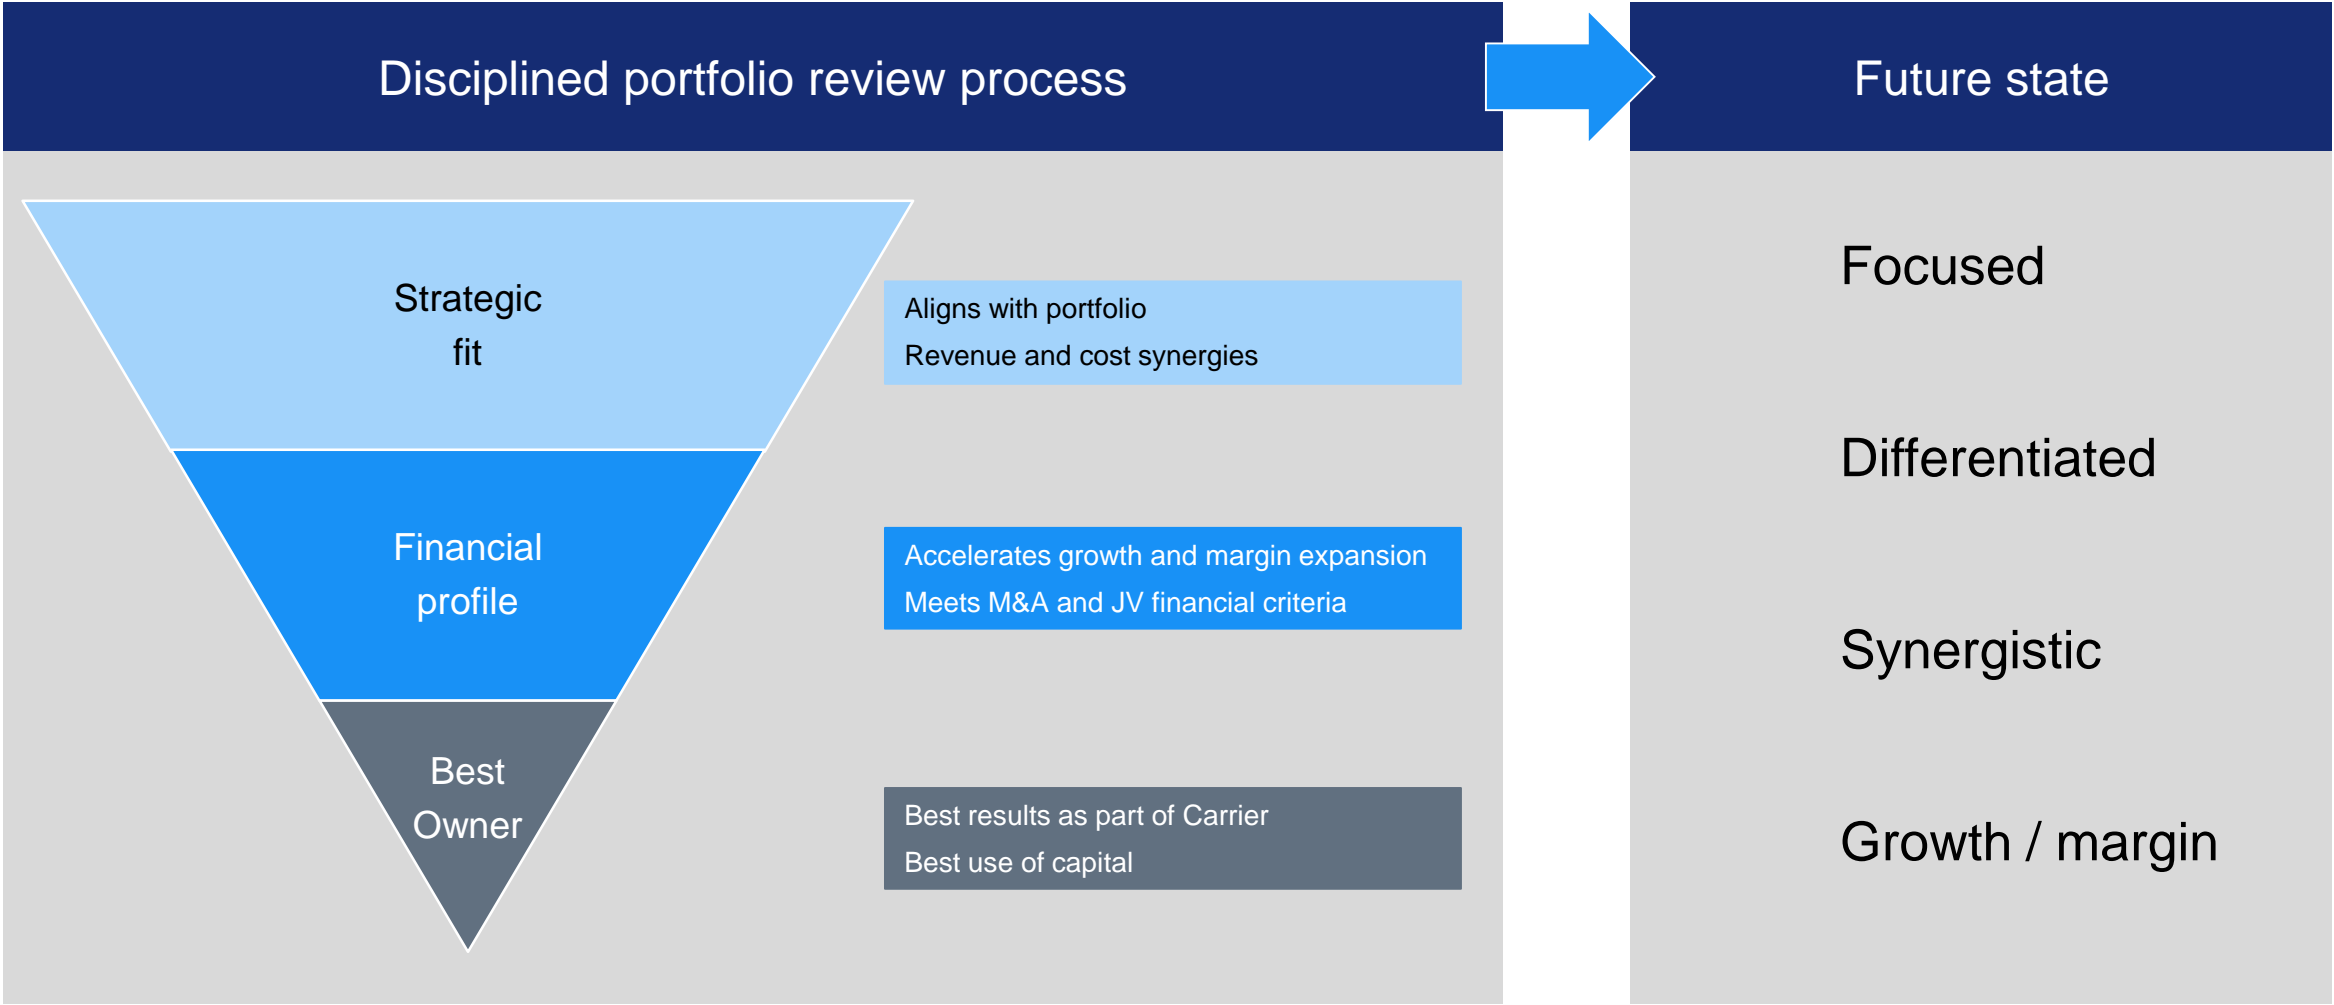 Disciplined portfolio review process
Future state
Strategic
fit
Aligns with portfolio
Revenue and cost synergies
Financial
profile
Accelerates growth and margin expansion
Meets M&A and JV financial criteria
Best
Owner
Best results as part of Carrier
Best use of capital
Focused
Differentiated
Synergistic
Growth / margin